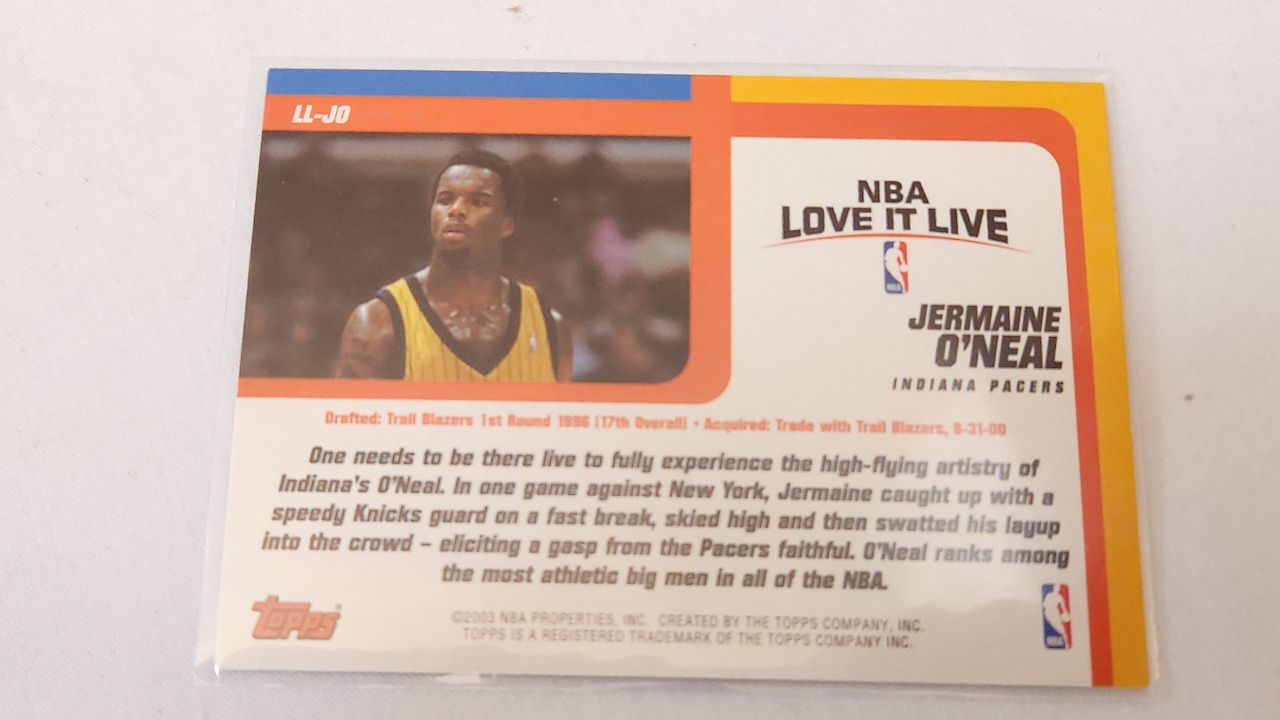 LL-JO
NBA
LOVE IT LIVE
NBA
JERMAINE
O'NEAL
INDIANA PACERS
Drafted: Trail Blazers 1st Round 1996 (17th Overall) • Acquired: Trade with Trail Blazers, 8-31-00
One needs to be there live to fully experience the high-flying artistry of
Indiana's O'Neal. In one game against New York, Jermaine caught up with a
speedy Knicks guard on a fast break, skied high and then swatted his layup
into the crowd – eliciting a gasp from the Pacers faithful. O'Neal ranks among
the most athletic big men in all of the NBA.
topps®
©2003 NBA PROPERTIES, INC. CREATED BY THE TOPPS COMPANY, INC.
TOPPS IS A REGISTERED TRADEMARK OF THE TOPPS COMPANY INC.
NBA